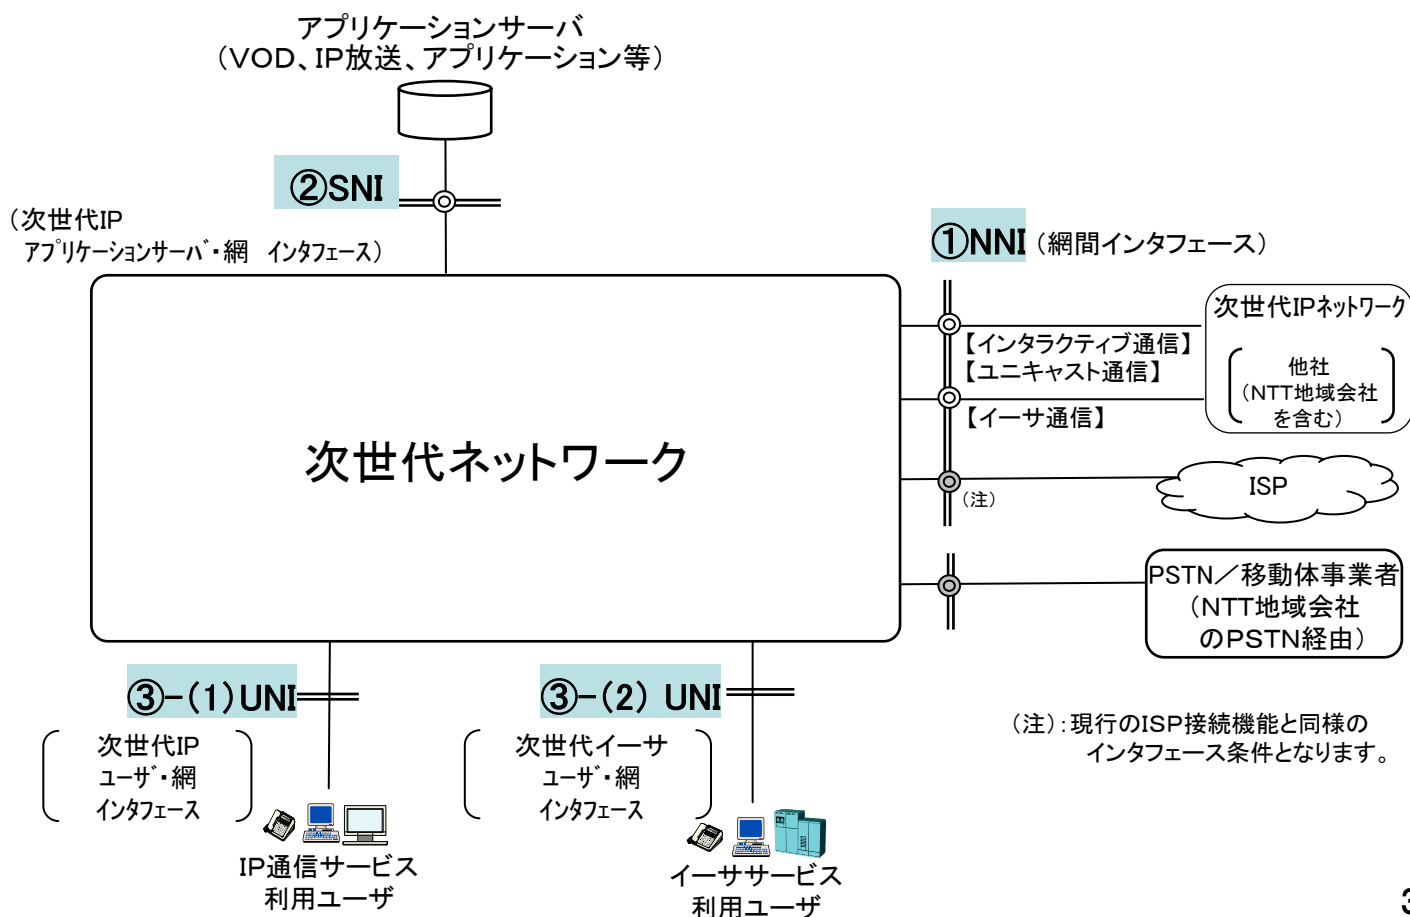 アプリケーションサーバ
（VOD、IP放送、アプリケーション等）
②SNI
（次世代IP
アプリケーションサーバ・網　インタフェース）
①NNI（網間インタフェース）
次世代IPネットワーク
他社
（NTT地域会社
を含む）
【インタラクティブ通信】
【ユニキャスト通信】
【イーサ通信】
次世代ネットワーク
（注）
ISP
PSTN／移動体事業者
（NTT地域会社
のPSTN経由）
③-(1)UNI
次世代IP
ユーザ・網
インタフェース
③-(2) UNI
次世代イーサ
ユーザ・網
インタフェース
（注）：現行のISP接続機能と同様の
インタフェース条件となります。
IP通信サービス
利用ユーザ
イーササービス
利用ユーザ
3